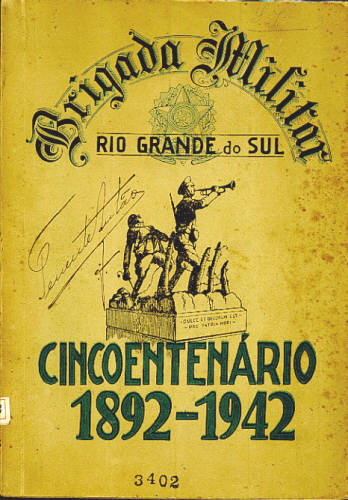 Brigada Militar
RIO GRANDE do SUL
DULCE ET DECORUM EST
PRO PATRIA MORI
CINCOENTENÁRIO
1892-1942
3402